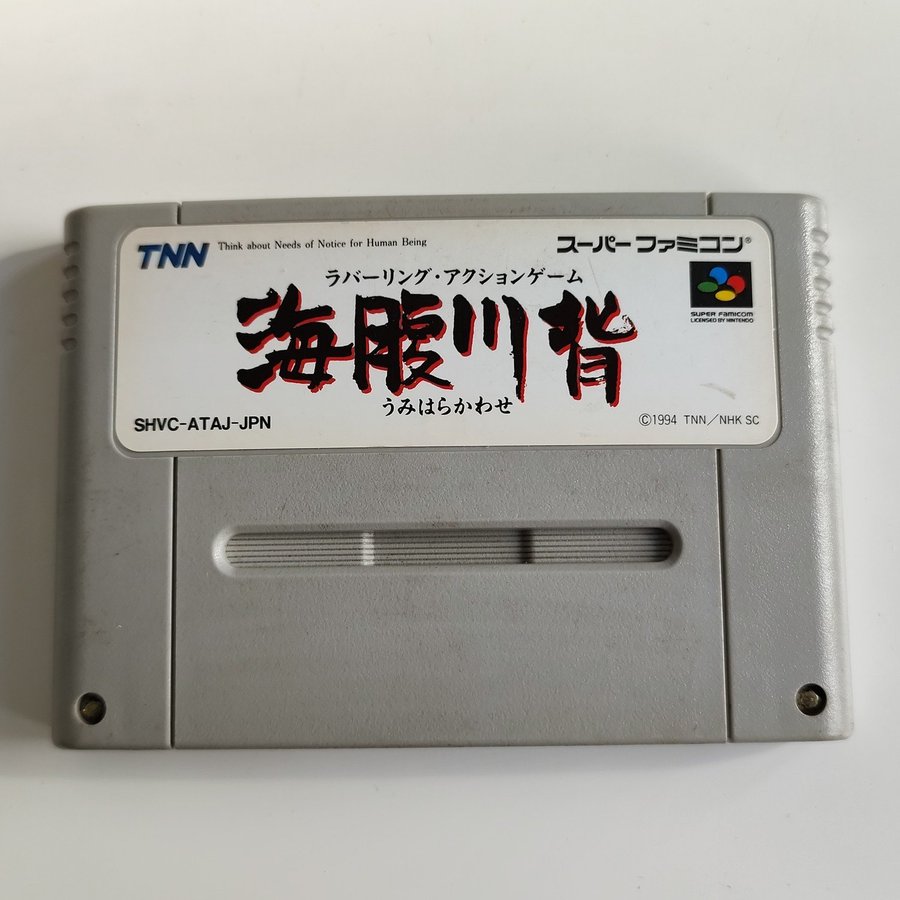 TNN Think about Needs of Notice for Human Being
スーパーファミコン®
ラバーリング・アクションゲーム
海腹川背
SUPER FAMICOM
LICENSED BY NINTENDO
うみはらかわせ
SHVC-ATAJ-JPN
©1994 TNN/NHK SC